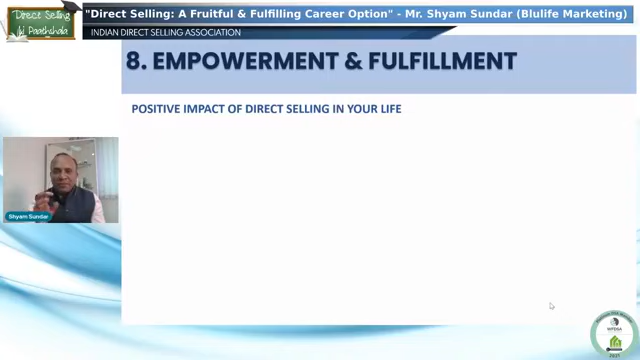 Direct Selling
Ki Paathshala
"Direct Selling: A Fruitful & Fulfilling Career Option" - Mr. Shyam Sundar (Blulife Marketing)
INDIAN DIRECT SELLING ASSOCIATION
8. EMPOWERMENT & FULFILLMENT
POSITIVE IMPACT OF DIRECT SELLING IN YOUR LIFE
Shyam Sundar
WFDSA